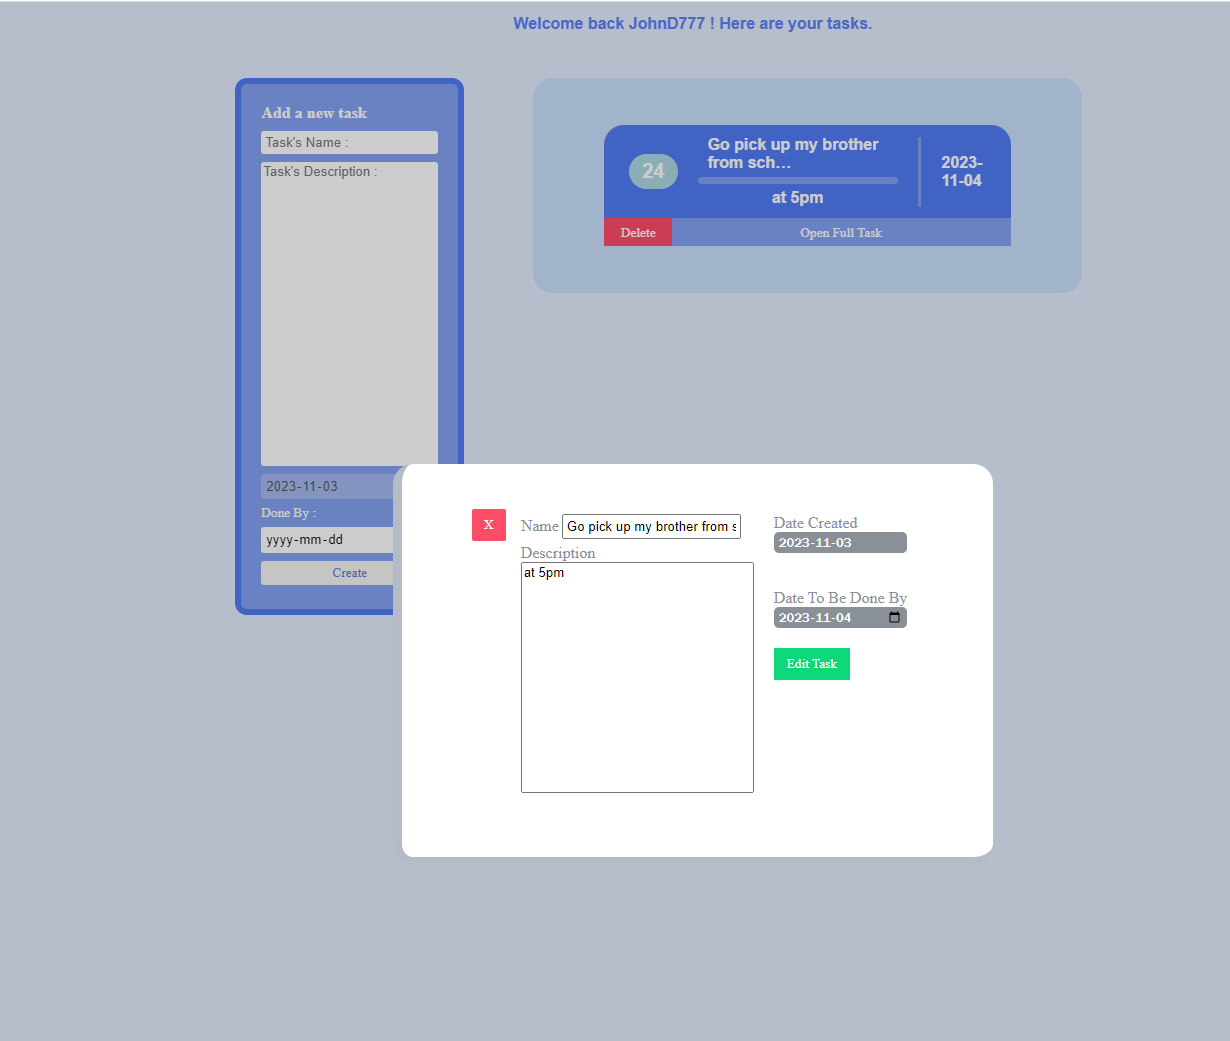 Welcome back JohnD777 ! Here are your tasks.
Add a new task
Task's Name :
Task's Description :
2023-11-03
Done By :
yyyy-mm-dd
Create
24
Go pick up my brother
from sch...
at 5pm
2023-
11-04
Delete
Open Full Task
X
Name
Go pick up my brother from s
Description
at 5pm
Date Created
2023-11-03
Date To Be Done By
2023-11-04
Edit Task